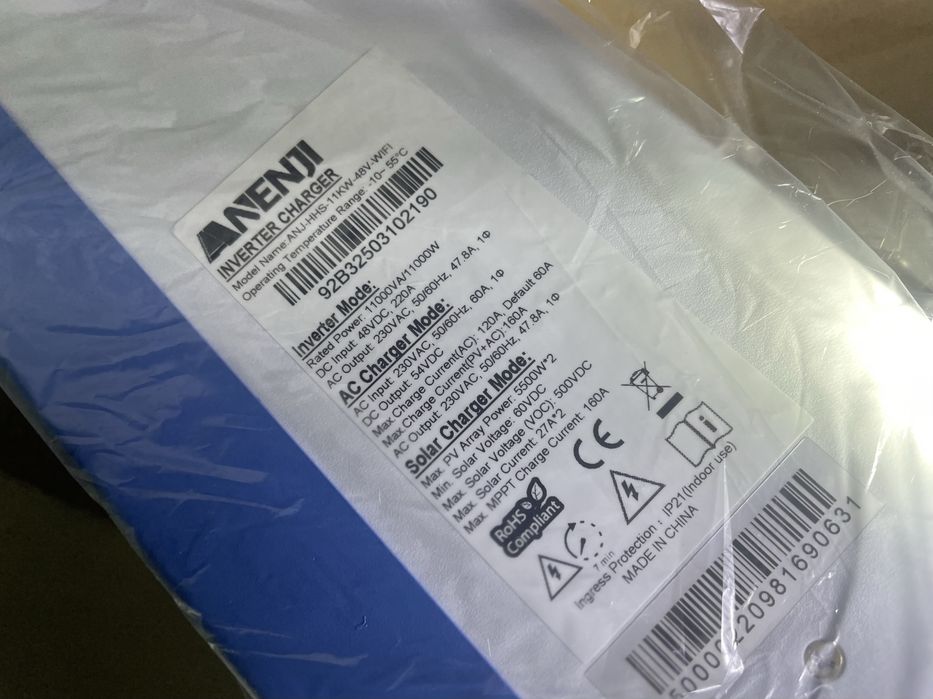 ANENJI
INVERTER CHARGER
Model Name:ANJ-HHS-11KW-48V-WIFI
Operating Temperature Range: -10~ 55°C
92B32503102190
Inverter Mode:
Rated Power: 11000VA/11000W
DC Input: 48VDC, 220A
AC Output: 230VAC, 50/60Hz, 47.8A, 1Φ
AC Charger Mode:
AC Input: 230VAC, 50/60Hz, 60A, 1Φ
DC Output: 54VDC
Max Charge Current(AC): 120A, Default 60A
Max.Charge Current(PV+AC):160A
AC Output: 230VAC, 50/60Hz, 47.8A, 1Φ
Solar Charger Mode:
Max. PV Array Power: 5500W*2
Min. Solar Voltage: 60VDC
Max. Solar Voltage (VOC): 500VDC
Max. Solar Current: 27A*2
Max. MPPT Charge Current: 160A
CE
RoHS
Compliant
7 min
Ingress Protection : IP21(Indoor use)
MADE IN CHINA